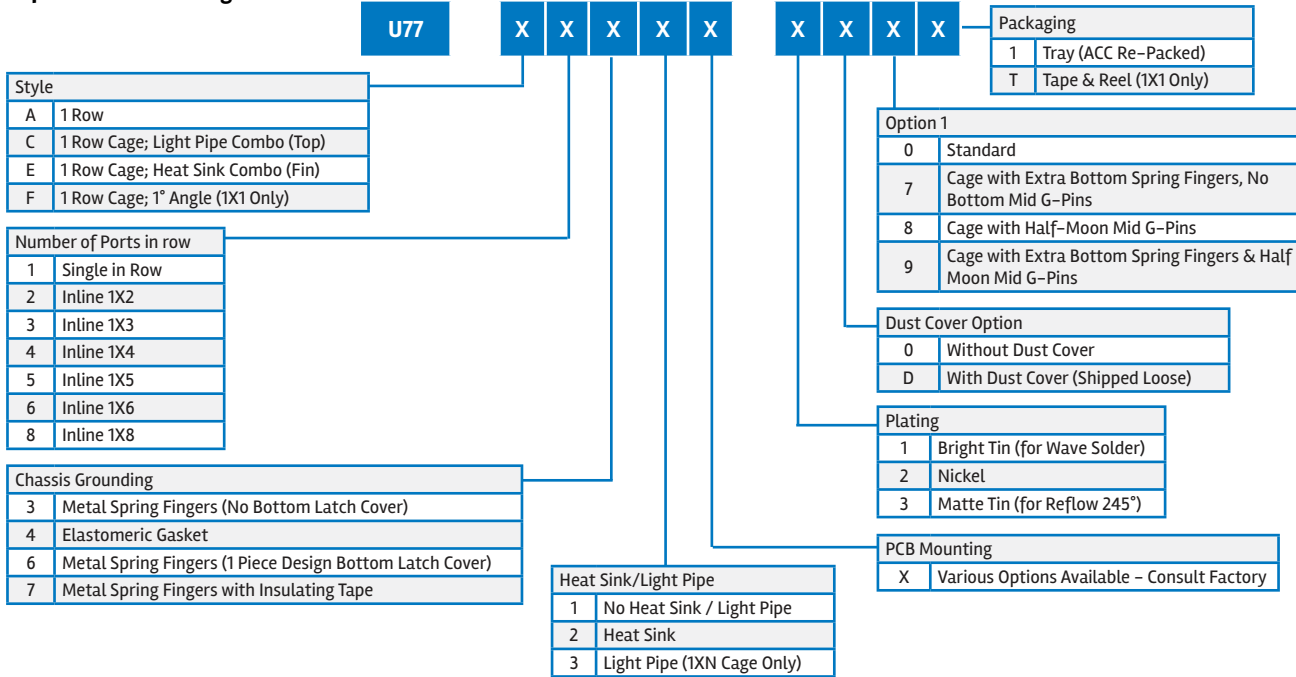 U77 X X X X X X X X X
Packaging
1 Tray (ACC Re-Packed)
T Tape & Reel (1X1 Only)
Style
A 1 Row
C 1 Row Cage; Light Pipe Combo (Top)
E 1 Row Cage; Heat Sink Combo (Fin)
F 1 Row Cage; 1° Angle (1X1 Only)
Option 1
0 Standard
7 Cage with Extra Bottom Spring Fingers, No
Bottom Mid G-Pins
8 Cage with Half-Moon Mid G-Pins
9 Cage with Extra Bottom Spring Fingers & Half
Moon Mid G-Pins
Number of Ports in row
1 Single in Row
2 Inline 1X2
3 Inline 1X3
4 Inline 1X4
5 Inline 1X5
6 Inline 1X6
8 Inline 1X8
Dust Cover Option
0 Without Dust Cover
D With Dust Cover (Shipped Loose)
Plating
1 Bright Tin (for Wave Solder)
2 Nickel
3 Matte Tin (for Reflow 245°)
Chassis Grounding
3 Metal Spring Fingers (No Bottom Latch Cover)
4 Elastomeric Gasket
6 Metal Spring Fingers (1 Piece Design Bottom Latch Cover)
7 Metal Spring Fingers with Insulating Tape
PCB Mounting
X Various Options Available - Consult Factory
Heat Sink/Light Pipe
1 No Heat Sink / Light Pipe
2 Heat Sink
3 Light Pipe (1XN Cage Only)